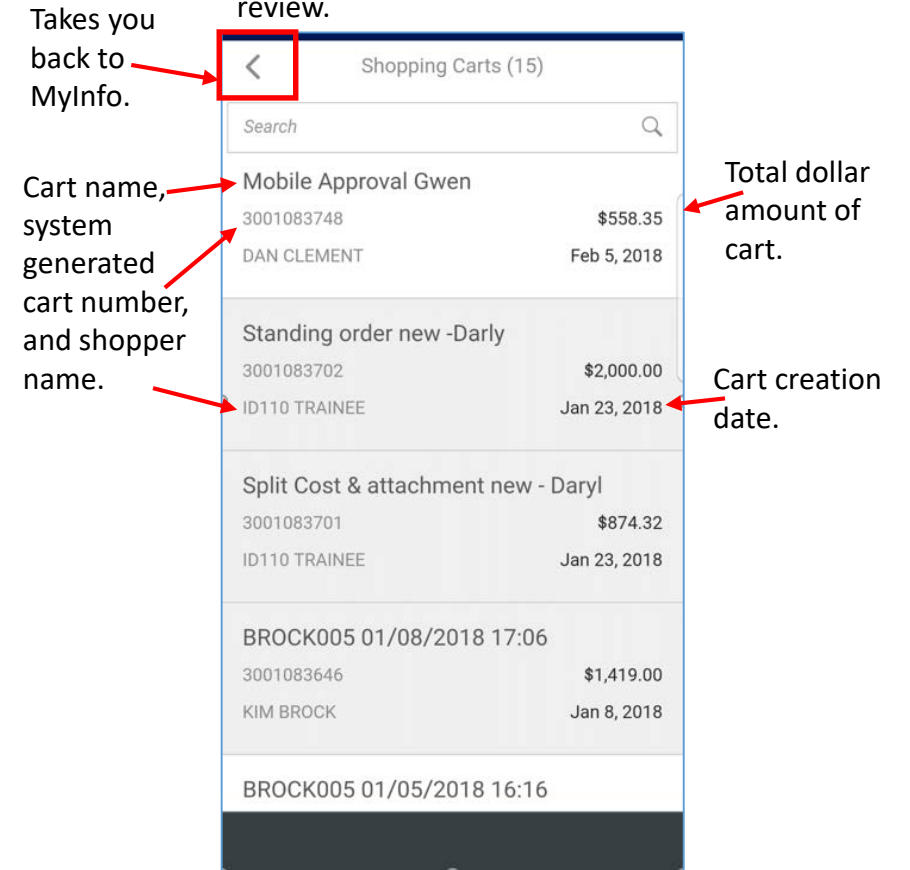 review.
Takes you
back to
MyInfo.
Shopping Carts (15)
Search
Cart name,
system
generated
cart number,
and shopper
name.
Mobile Approval Gwen
3001083748 $558.35
DAN CLEMENT Feb 5, 2018
Total dollar
amount of
cart.
Standing order new -Darly
3001083702 $2,000.00
ID110 TRAINEE Jan 23, 2018
Cart creation
date.
Split Cost & attachment new - Daryl
3001083701 $874.32
ID110 TRAINEE Jan 23, 2018
BROCK005 01/08/2018 17:06
3001083646 $1,419.00
KIM BROCK Jan 8, 2018
BROCK005 01/05/2018 16:16